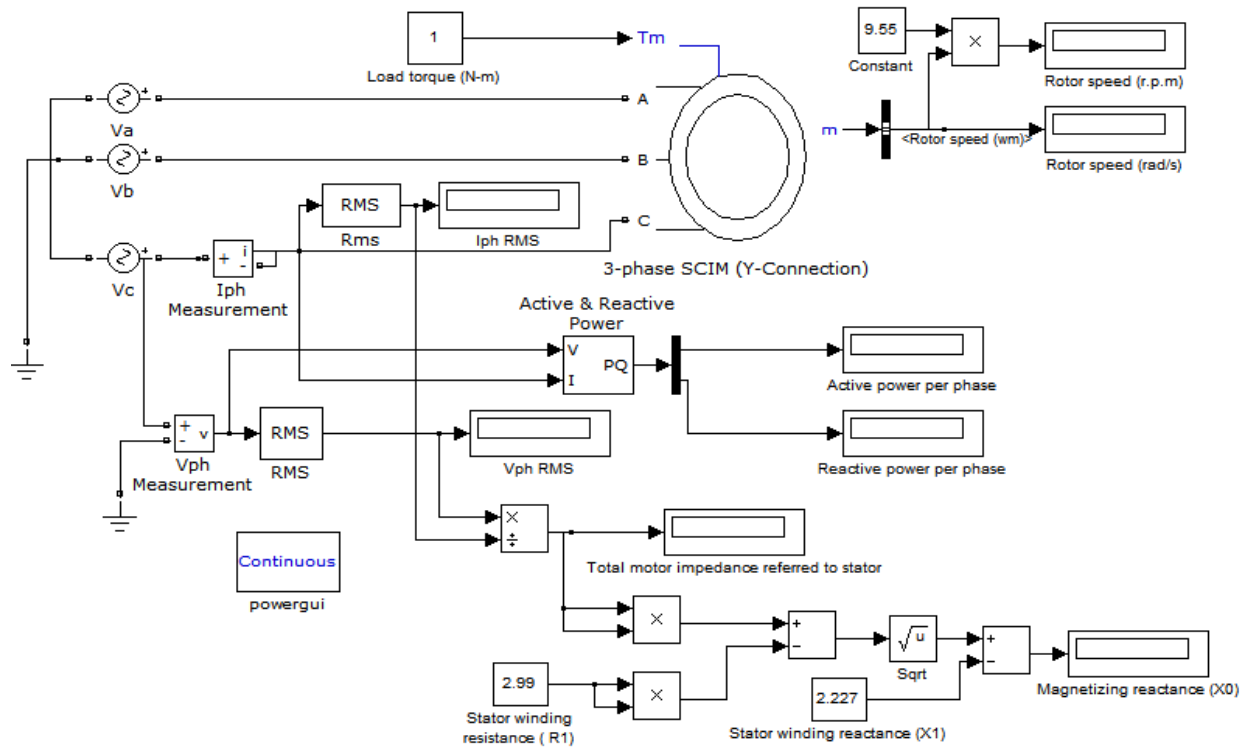 1
Load torque (N-m)
Tm
9.55
Constant
×
Rotor speed (r.p.m)
m
<Rotor speed (wm)>
Rotor speed (rad/s)
+
Va
A
+
Vb
B
RMS
Rms
Iph RMS
C
3-phase SCIM (Y-Connection)
+
Vc
+
i
-
Iph
Measurement
Active & Reactive
Power
V
I
PQ
Active power per phase
+
-
v
Vph
Measurement
RMS
RMS
Vph RMS
Reactive power per phase
×
÷
Total motor impedance referred to stator
Continuous
powergui
×
+
-
√u
Sqrt
+
-
Magnetizing reactance (X0)
2.99
Stator winding
resistance ( R1)
×
2.227
Stator winding reactance (X1)